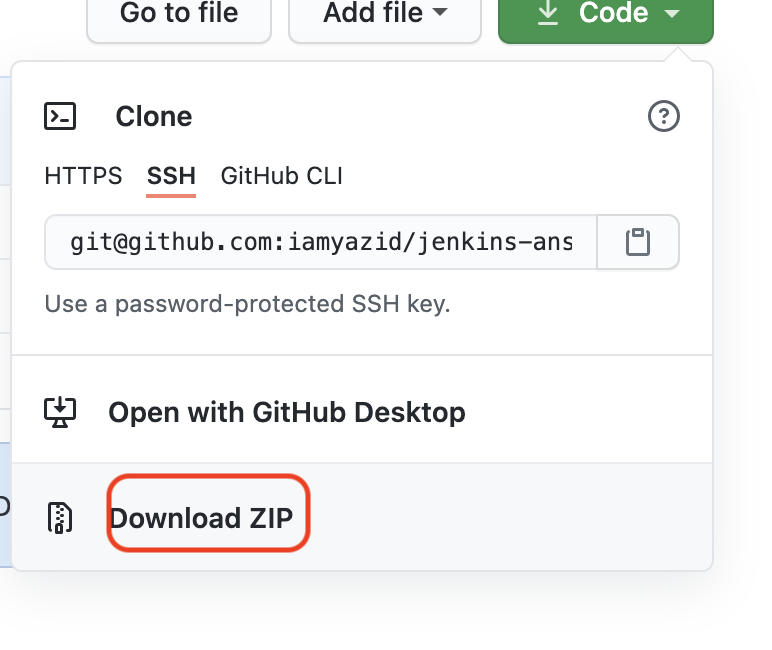 Go to file
Add file
Code
Clone
HTTPS SSH GitHub CLI
git@github.com:iamyazid/jenkins-ans
Use a password-protected SSH key.
Open with GitHub Desktop
Download ZIP